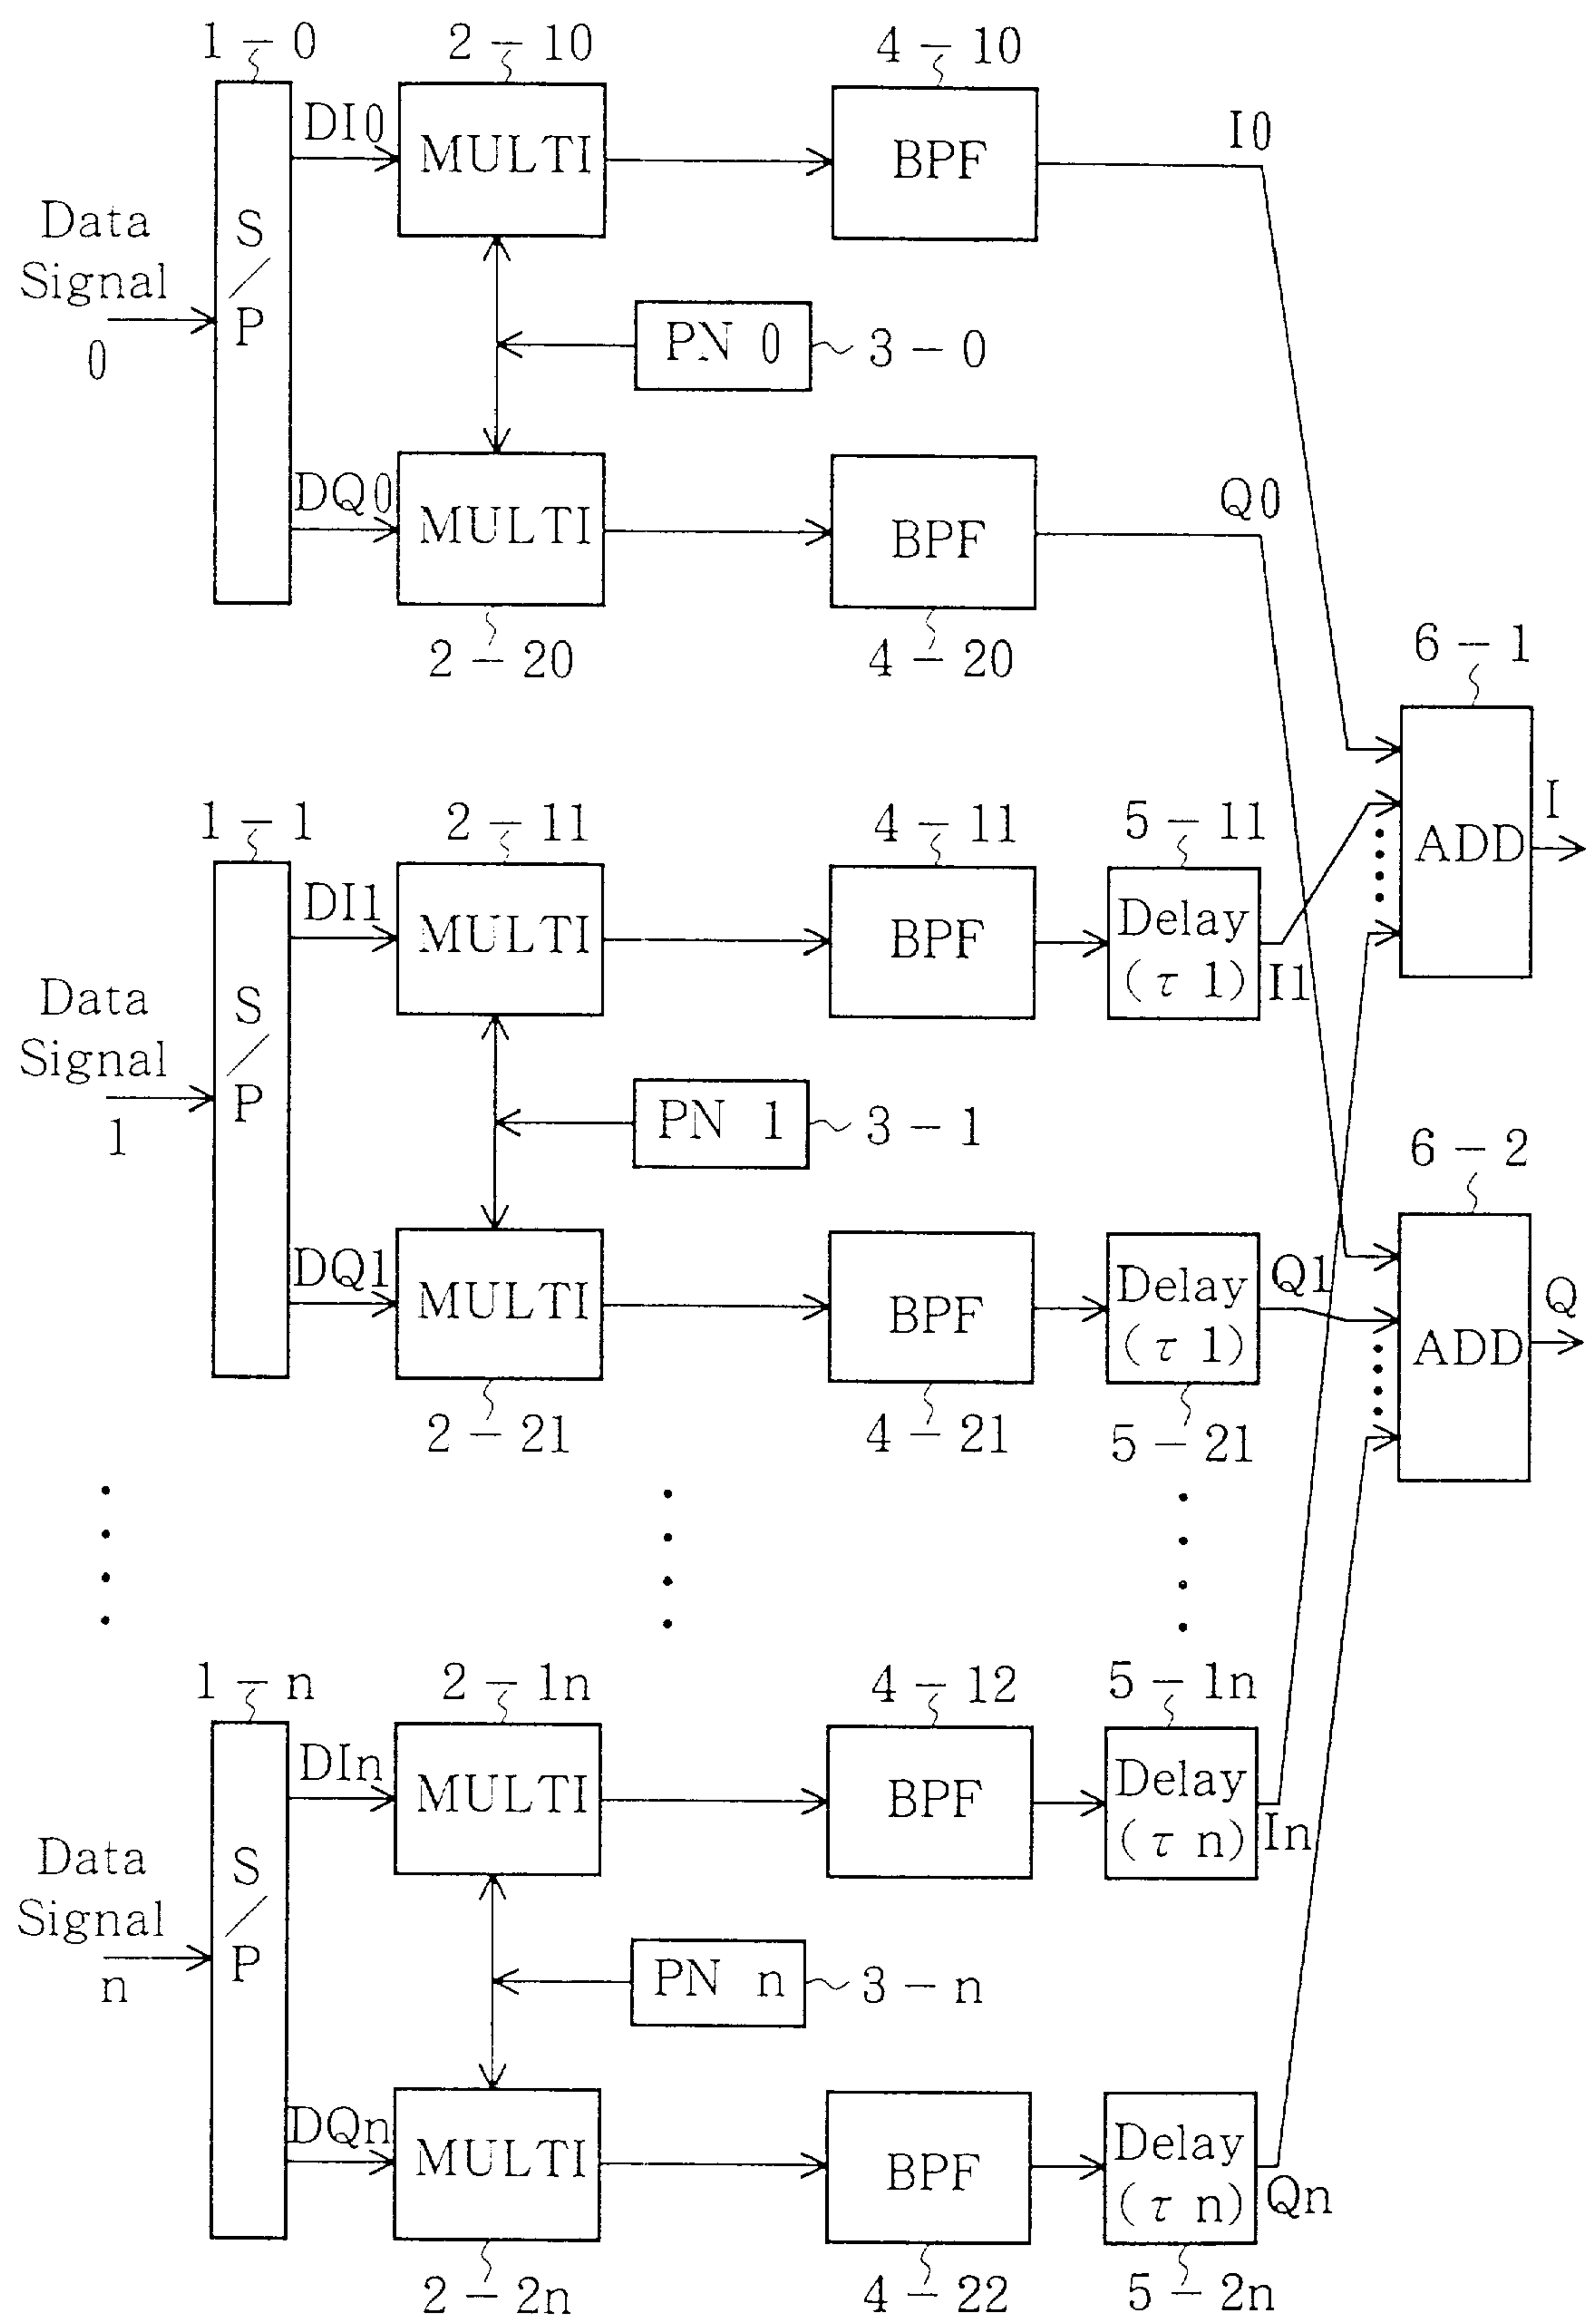 1-0
2-10
4-10
DI0
MULTI
BPF
I0
Data
Signal
0
S
/
P
PN 0
3-0
DQ0
MULTI
BPF
Q0
2-20
4-20
6-1
ADD
I
1-1
2-11
4-11
5-11
DI1
MULTI
BPF
Delay
(τ 1)
I1
Data
Signal
1
S
/
P
PN 1
3-1
6-2
ADD
Q
DQ1
MULTI
BPF
Delay
(τ 1)
Q1
2-21
4-21
5-21
1-n
2-1n
4-12
5-1n
DIn
MULTI
BPF
Delay
(τ n)
In
Data
Signal
n
S
/
P
PN n
3-n
DQn
MULTI
BPF
Delay
(τ n)
Qn
2-2n
4-22
5-2n